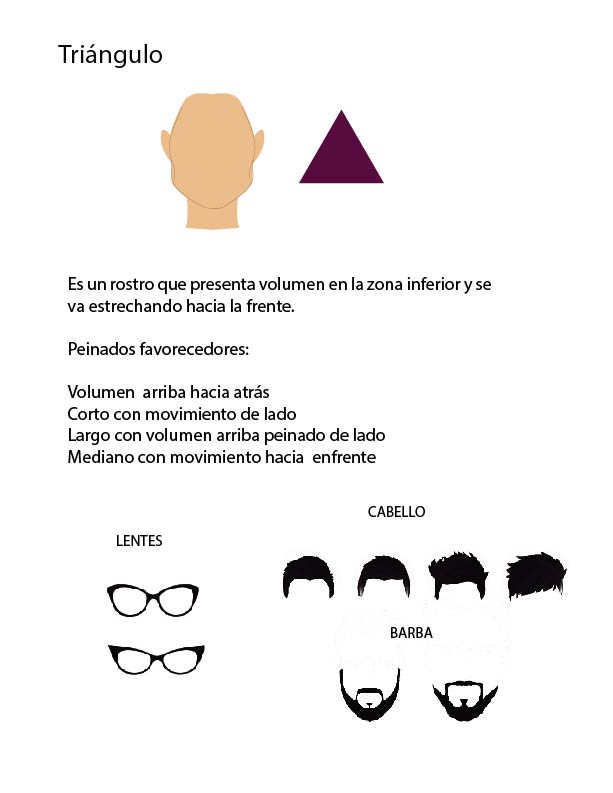 Triángulo
Es un rostro que presenta volumen en la zona inferior y se
va estrechando hacia la frente.
Peinados favorecedores:
Volumen  arriba hacia atrás
Corto con movimiento de lado
Largo con volumen arriba peinado de lado
Mediano con movimiento hacia  enfrente
CABELLO
LENTES
BARBA